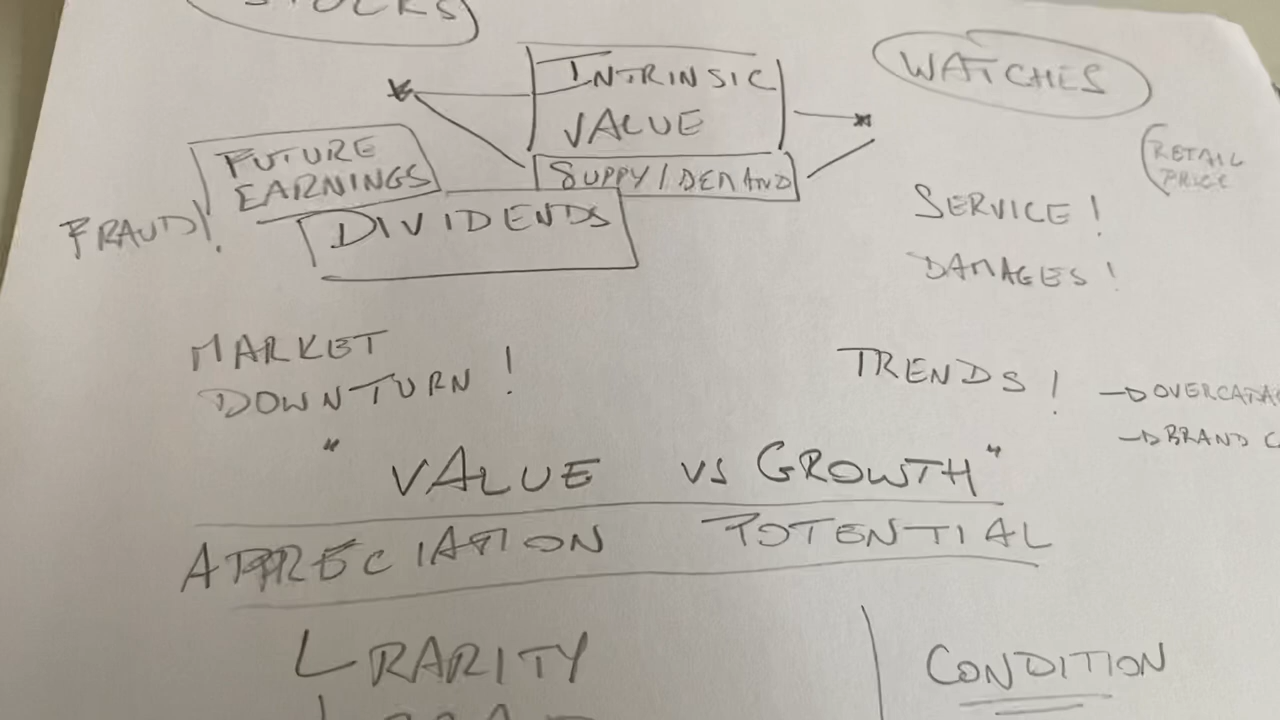 STOCKS
INTRINSIC
VALUE
SUPPY/DEMAND
WATCHES
(RETAIL
PRICE
FUTURE
EARNINGS
FRAUD!
DIVIDENDS
SERVICE!
DAMAGES!
MARKET
DOWNTURN!
TRENDS!
BRAND
"VALUE VS GROWTH"
APPRECIATION POTENTIAL
RARITY
CONDITION